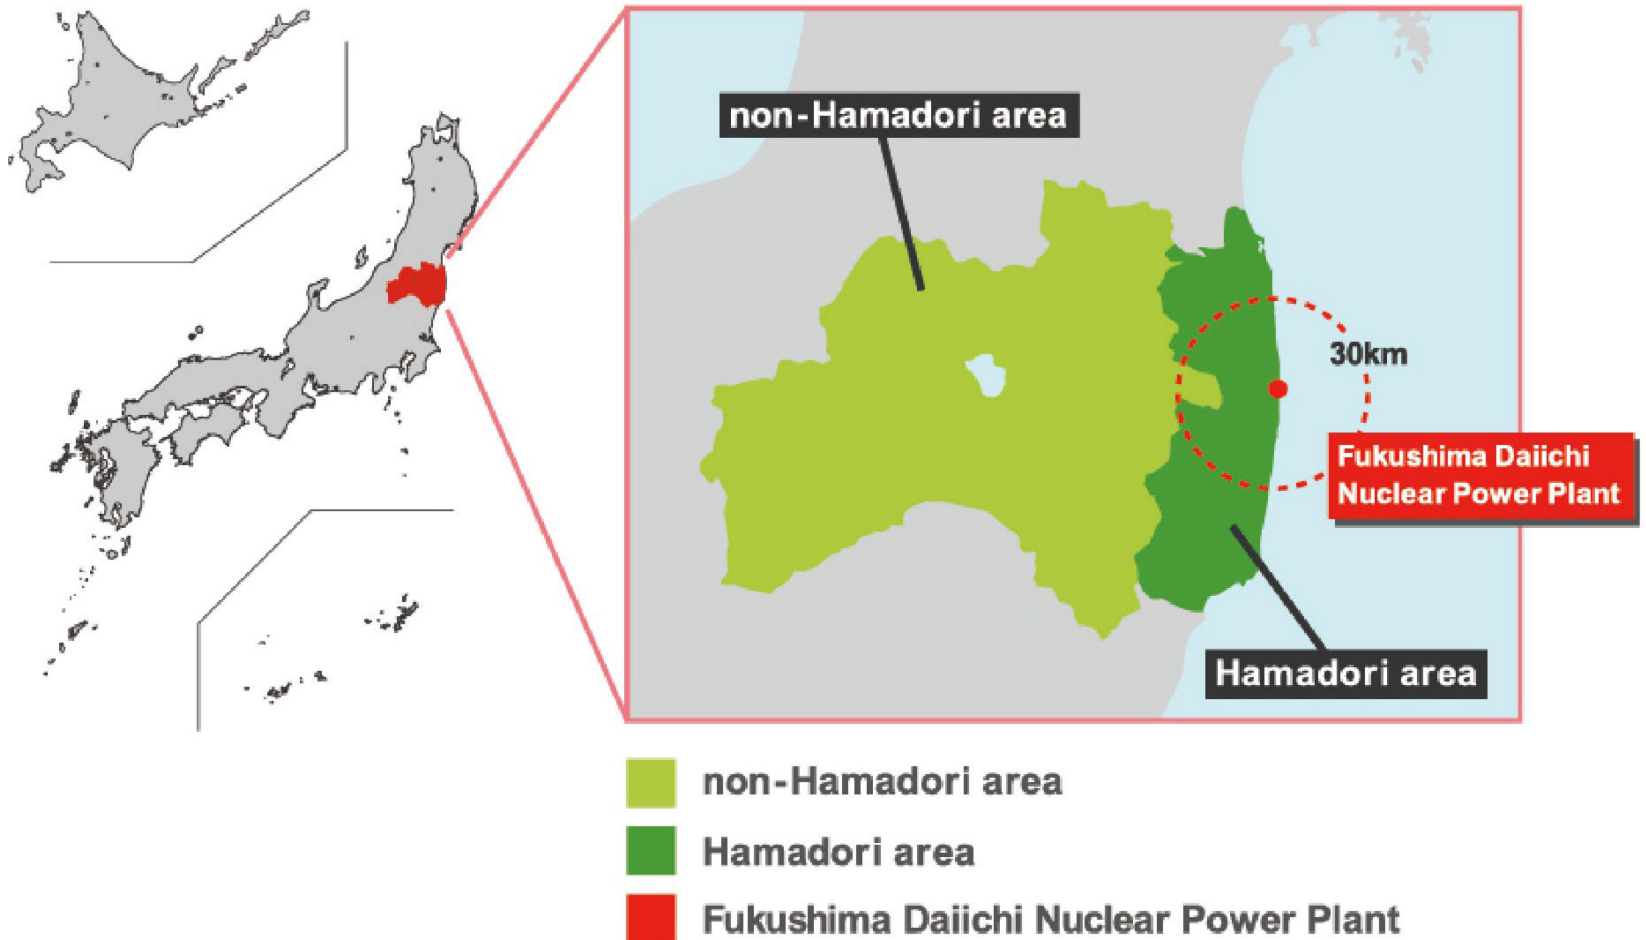 non-Hamadori area
30km
Fukushima Daiichi
Nuclear Power Plant
Hamadori area
non-Hamadori area
Hamadori area
Fukushima Daiichi Nuclear Power Plant